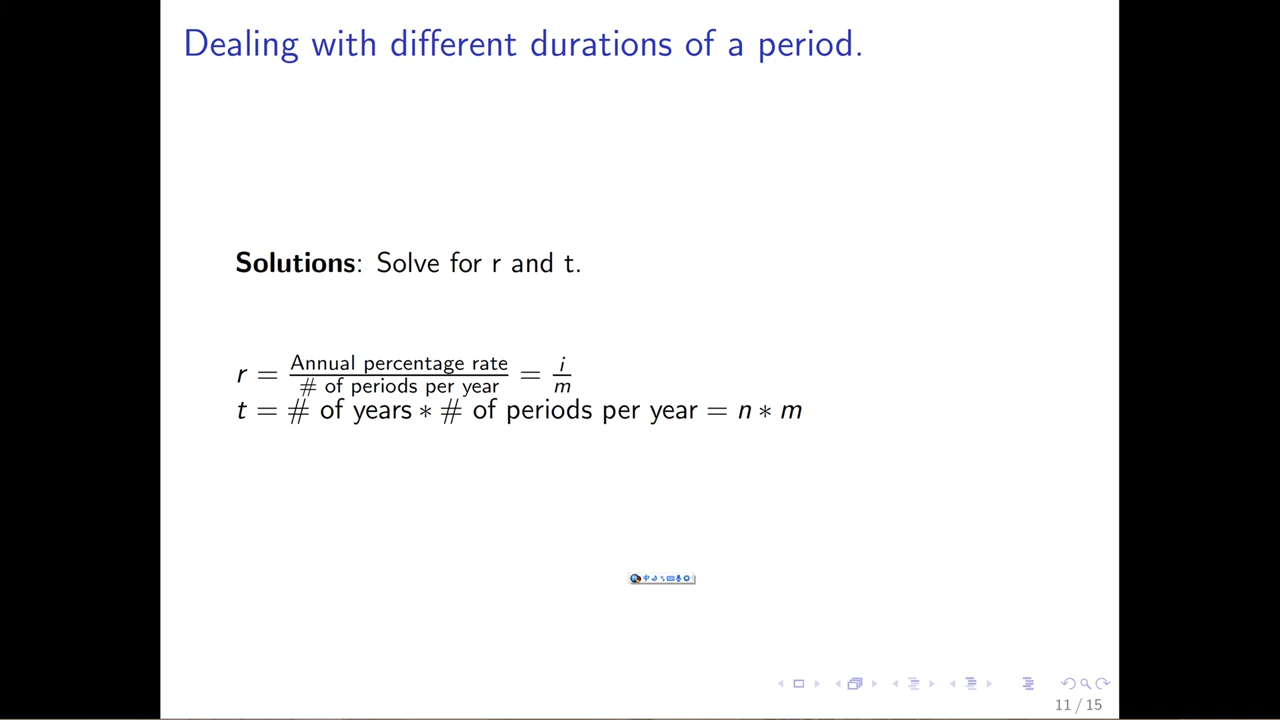 Dealing with different durations of a period.
Solutions: Solve for r and t.
r = Annual percentage rate / # of periods per year = i / m
t = # of years ∗ # of periods per year = n ∗ m
中
11 / 15